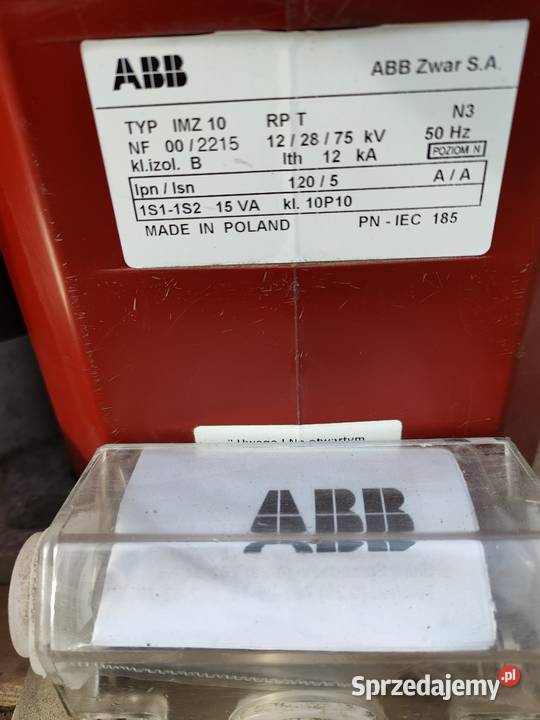 ABB ABB Zwar S.A.
TYP IMZ 10 RP T N3
NF 00 / 2215 12 / 28 / 75 kV 50 Hz
kl.izol. B Ith 12 kA POZIOM N
Ipn / Isn 120 / 5 A / A
1S1-1S2 15 VA kl. 10P10
MADE IN POLAND PN - IEC 185
ABB
Sprzedajemy.pl